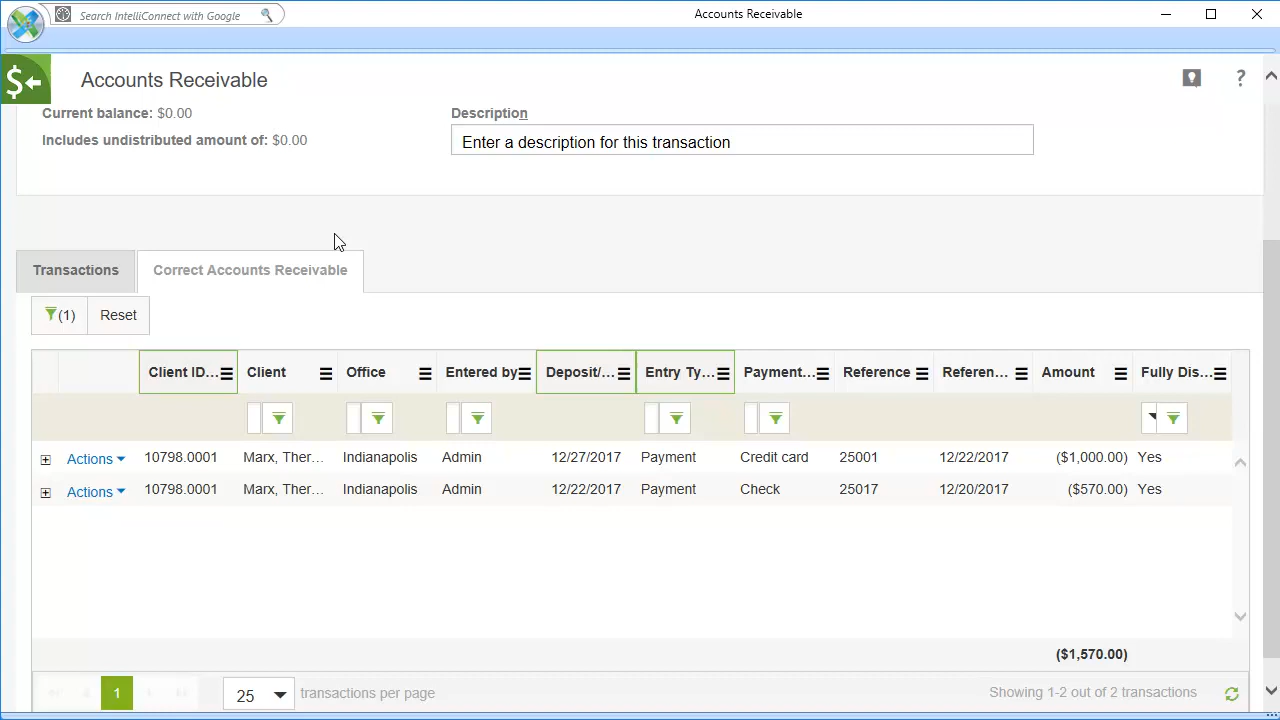 Search IntelliConnect with Google
Accounts Receivable
Accounts Receivable
?
Current balance: $0.00
Description
Includes undistributed amount of: $0.00
Enter a description for this transaction
Transactions
Correct Accounts Receivable
(1)
Reset
Client ID... Client Office Entered by Deposit/... Entry Ty... Payment... Reference Referen... Amount Fully Dis...
Actions 10798.0001 Marx, Ther... Indianapolis Admin 12/27/2017 Payment Credit card 25001 12/22/2017 ($1,000.00) Yes
Actions 10798.0001 Marx, Ther... Indianapolis Admin 12/22/2017 Payment Check 25017 12/20/2017 ($570.00) Yes
($1,570.00)
1
25
transactions per page
Showing 1-2 out of 2 transactions